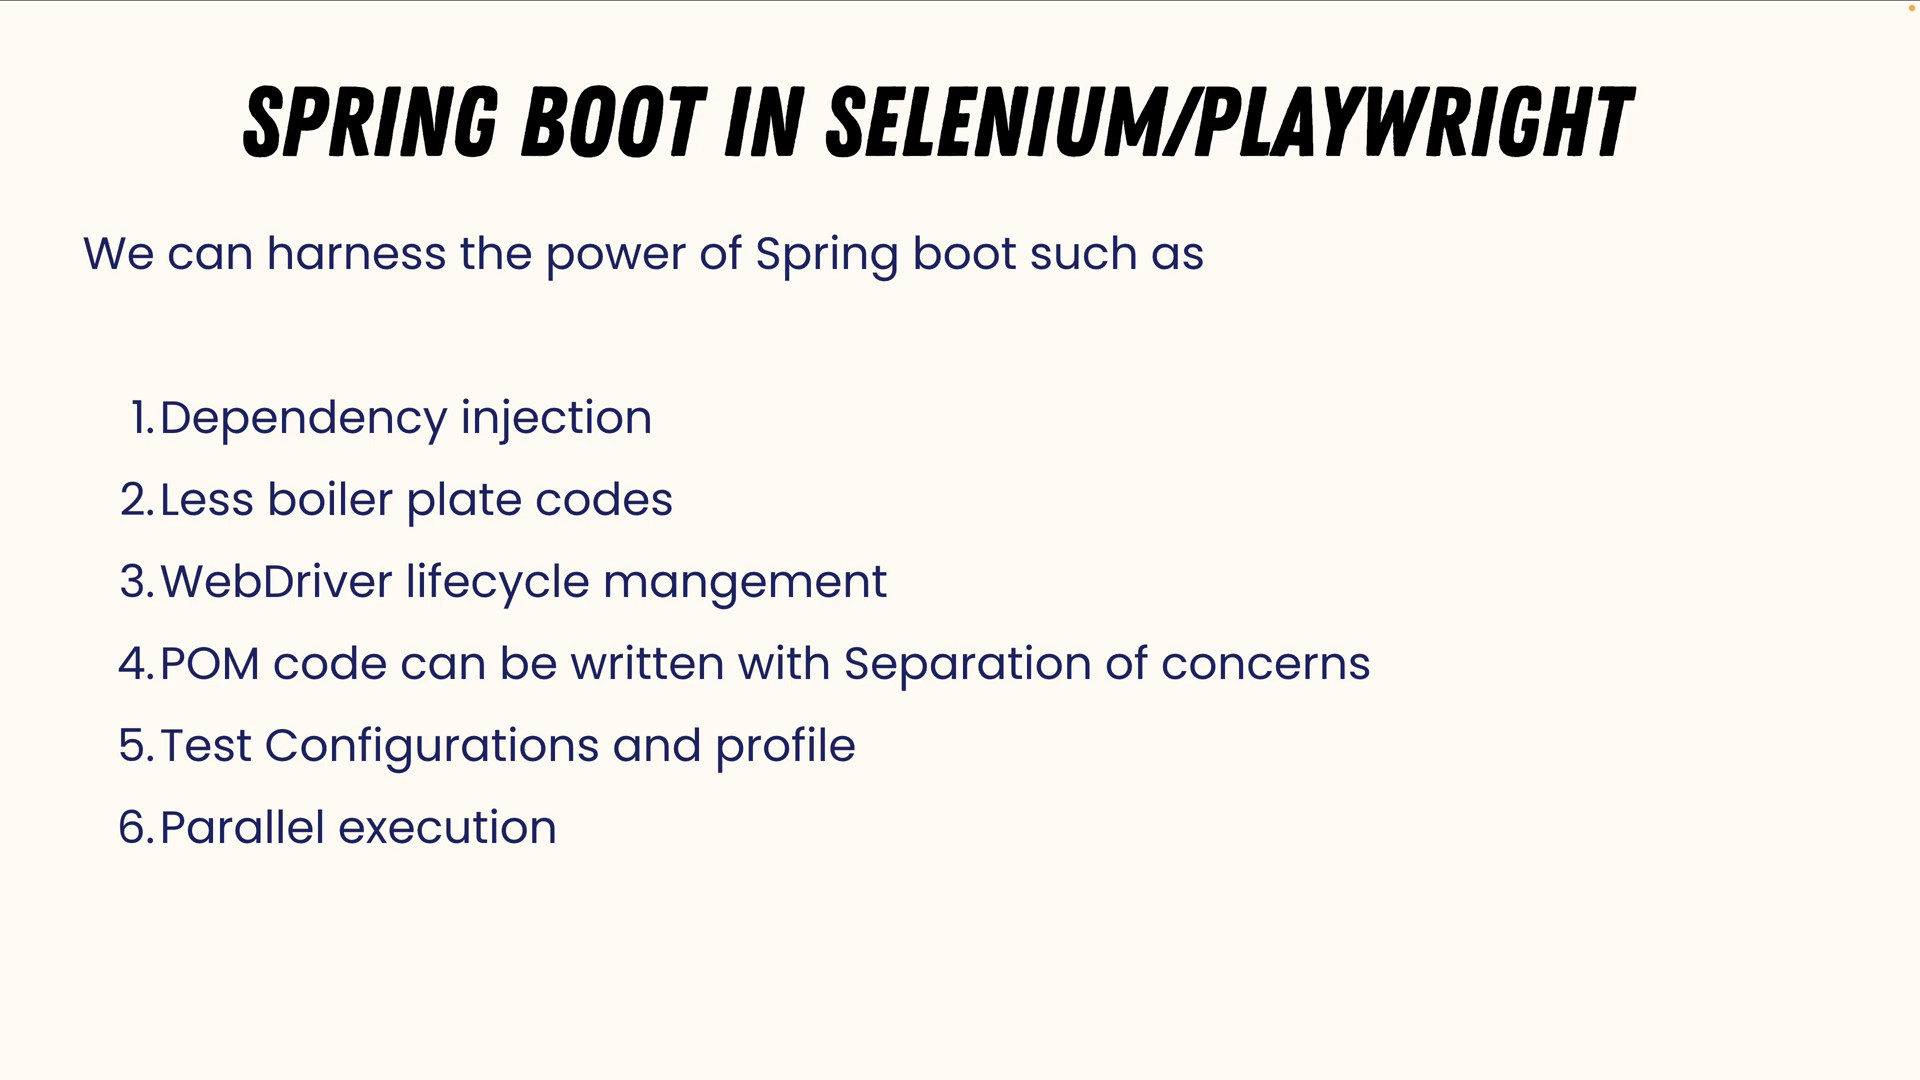 SPRING BOOT IN SELENIUM/PLAYWRIGHT
We can harness the power of Spring boot such as
1. Dependency injection
2. Less boiler plate codes
3. WebDriver lifecycle mangement
4. POM code can be written with Separation of concerns
5. Test Configurations and profile
6. Parallel execution